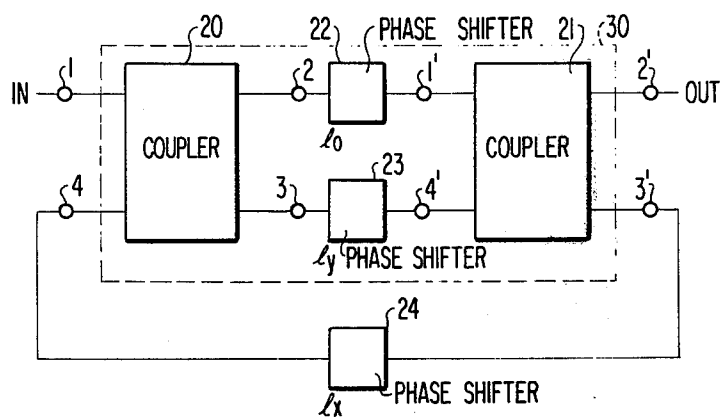 20 22 PHASE SHIFTER 21 30
IN 1 2 1' 2' OUT
COUPLER COUPLER
l0
4 3 23 4' 3'
ly PHASE SHIFTER
24
lx PHASE SHIFTER